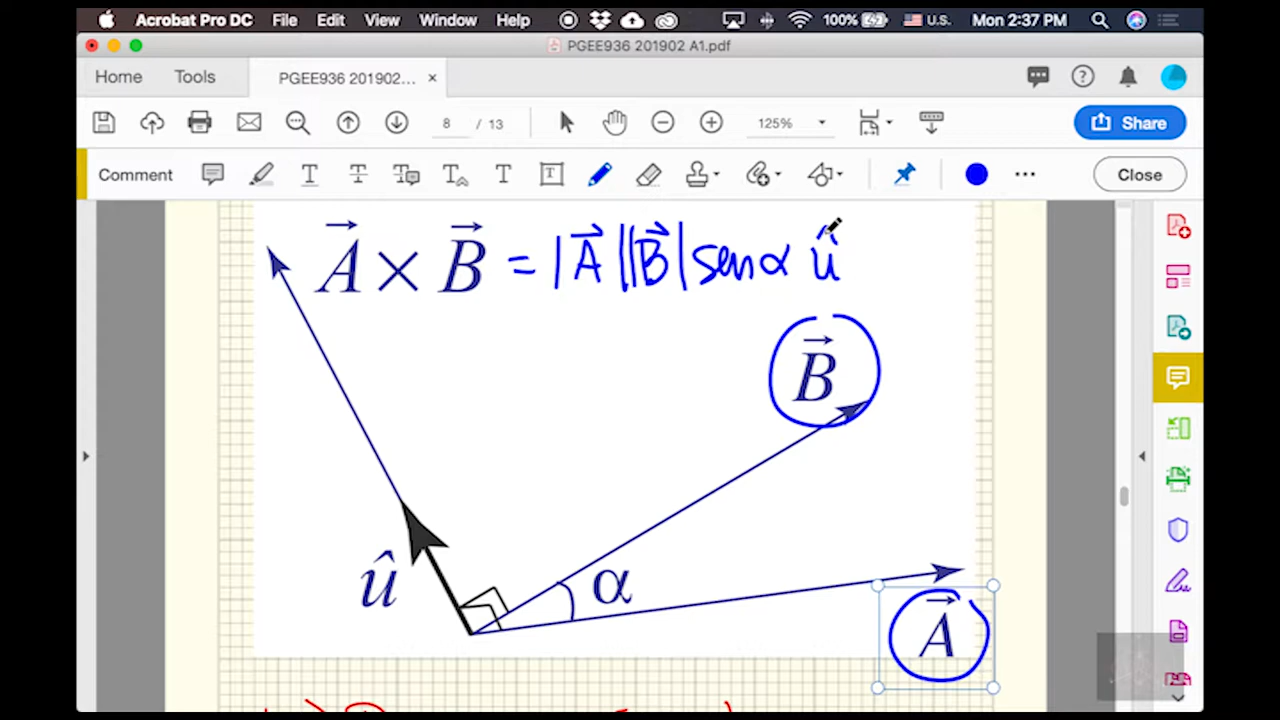 Acrobat Pro DC File Edit View Window Help 100% U.S. Mon 2:37 PM
PGEE936 201902 A1.pdf
Home Tools PGEE936 201902... ×
8 / 13 125% Share
Comment Close
A⃗ × B⃗ = |A⃗||B⃗| sen α û
B⃗
û α
A⃗